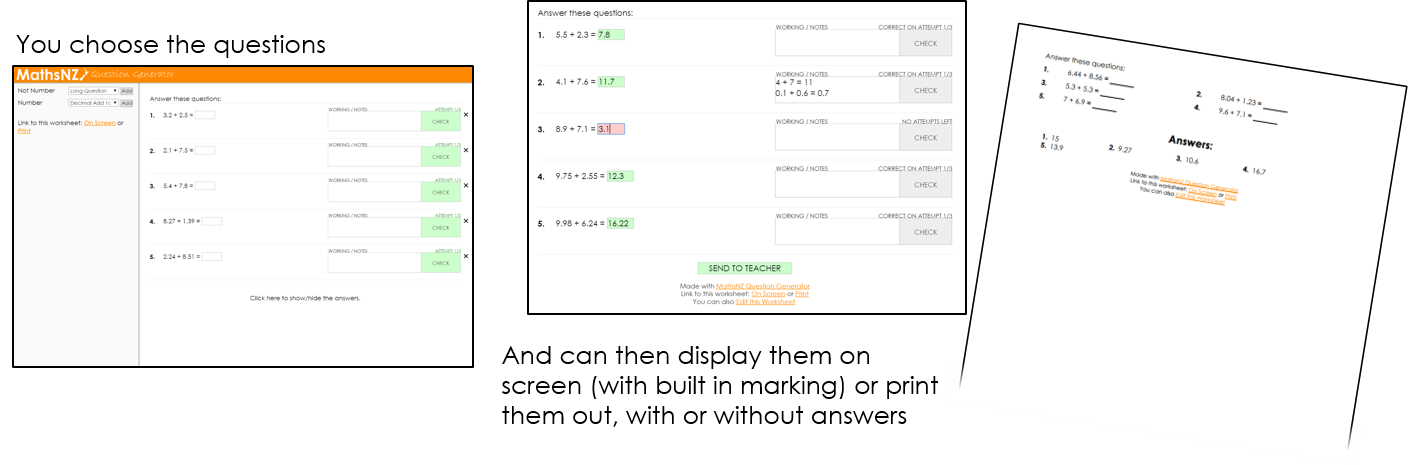 You choose the questions
MathsNZ Question Generator
Not Number Long Question Add
Number Decimal Add 1c Add
Link to this worksheet: On Screen or
Print
Answer these questions:
WORKING / NOTES ATTEMPT 1/3
1. 3.2 + 2.5 = CHECK ×
WORKING / NOTES ATTEMPT 1/3
2. 2.1 + 7.5 = CHECK ×
WORKING / NOTES ATTEMPT 1/3
3. 5.4 + 7.8 = CHECK ×
WORKING / NOTES ATTEMPT 1/3
4. 8.27 + 1.39 = CHECK ×
WORKING / NOTES ATTEMPT 1/3
5. 2.24 + 8.51 = CHECK ×
Click here to show/hide the answers.
Answer these questions:
WORKING / NOTES CORRECT ON ATTEMPT 1/3
1. 5.5 + 2.3 = 7.8 CHECK
WORKING / NOTES CORRECT ON ATTEMPT 1/3
2. 4.1 + 7.6 = 11.7 4 + 7 = 11 CHECK
0.1 + 0.6 = 0.7
WORKING / NOTES NO ATTEMPTS LEFT
3. 8.9 + 7.1 = 3.1 CHECK
WORKING / NOTES CORRECT ON ATTEMPT 1/3
4. 9.75 + 2.55 = 12.3 CHECK
WORKING / NOTES CORRECT ON ATTEMPT 1/3
5. 9.98 + 6.24 = 16.22 CHECK
SEND TO TEACHER
Made with MathsNZ Question Generator
Link to this worksheet: On Screen or Print
You can also Edit this Worksheet
And can then display them on
screen (with built in marking) or print
them out, with or without answers
Answer these questions:
1. 6.44 + 8.56 =
2. 8.04 + 1.23 =
3. 5.3 + 5.3 =
4. 9.6 + 7.1 =
5. 7 + 6.9 =
Answers:
1. 15 2. 9.27 3. 10.6 4. 16.7
5. 13.9
Made with MathsNZ Question Generator
Link to this worksheet: On Screen or Print
You can also Edit this Worksheet